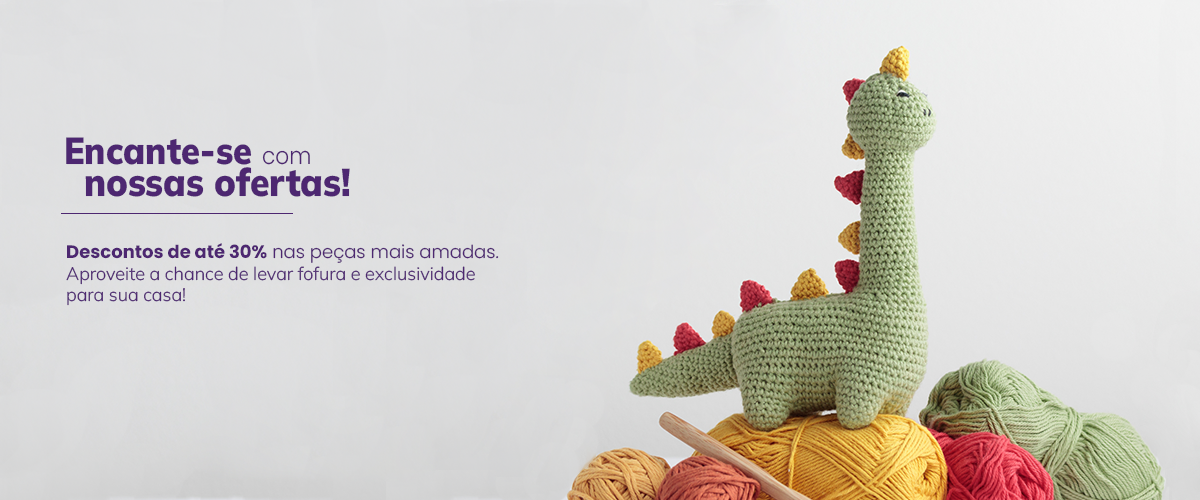 Encante-se com
nossas ofertas!
Descontos de até 30% nas peças mais amadas.
Aproveite a chance de levar fofura e exclusividade
para sua casa!